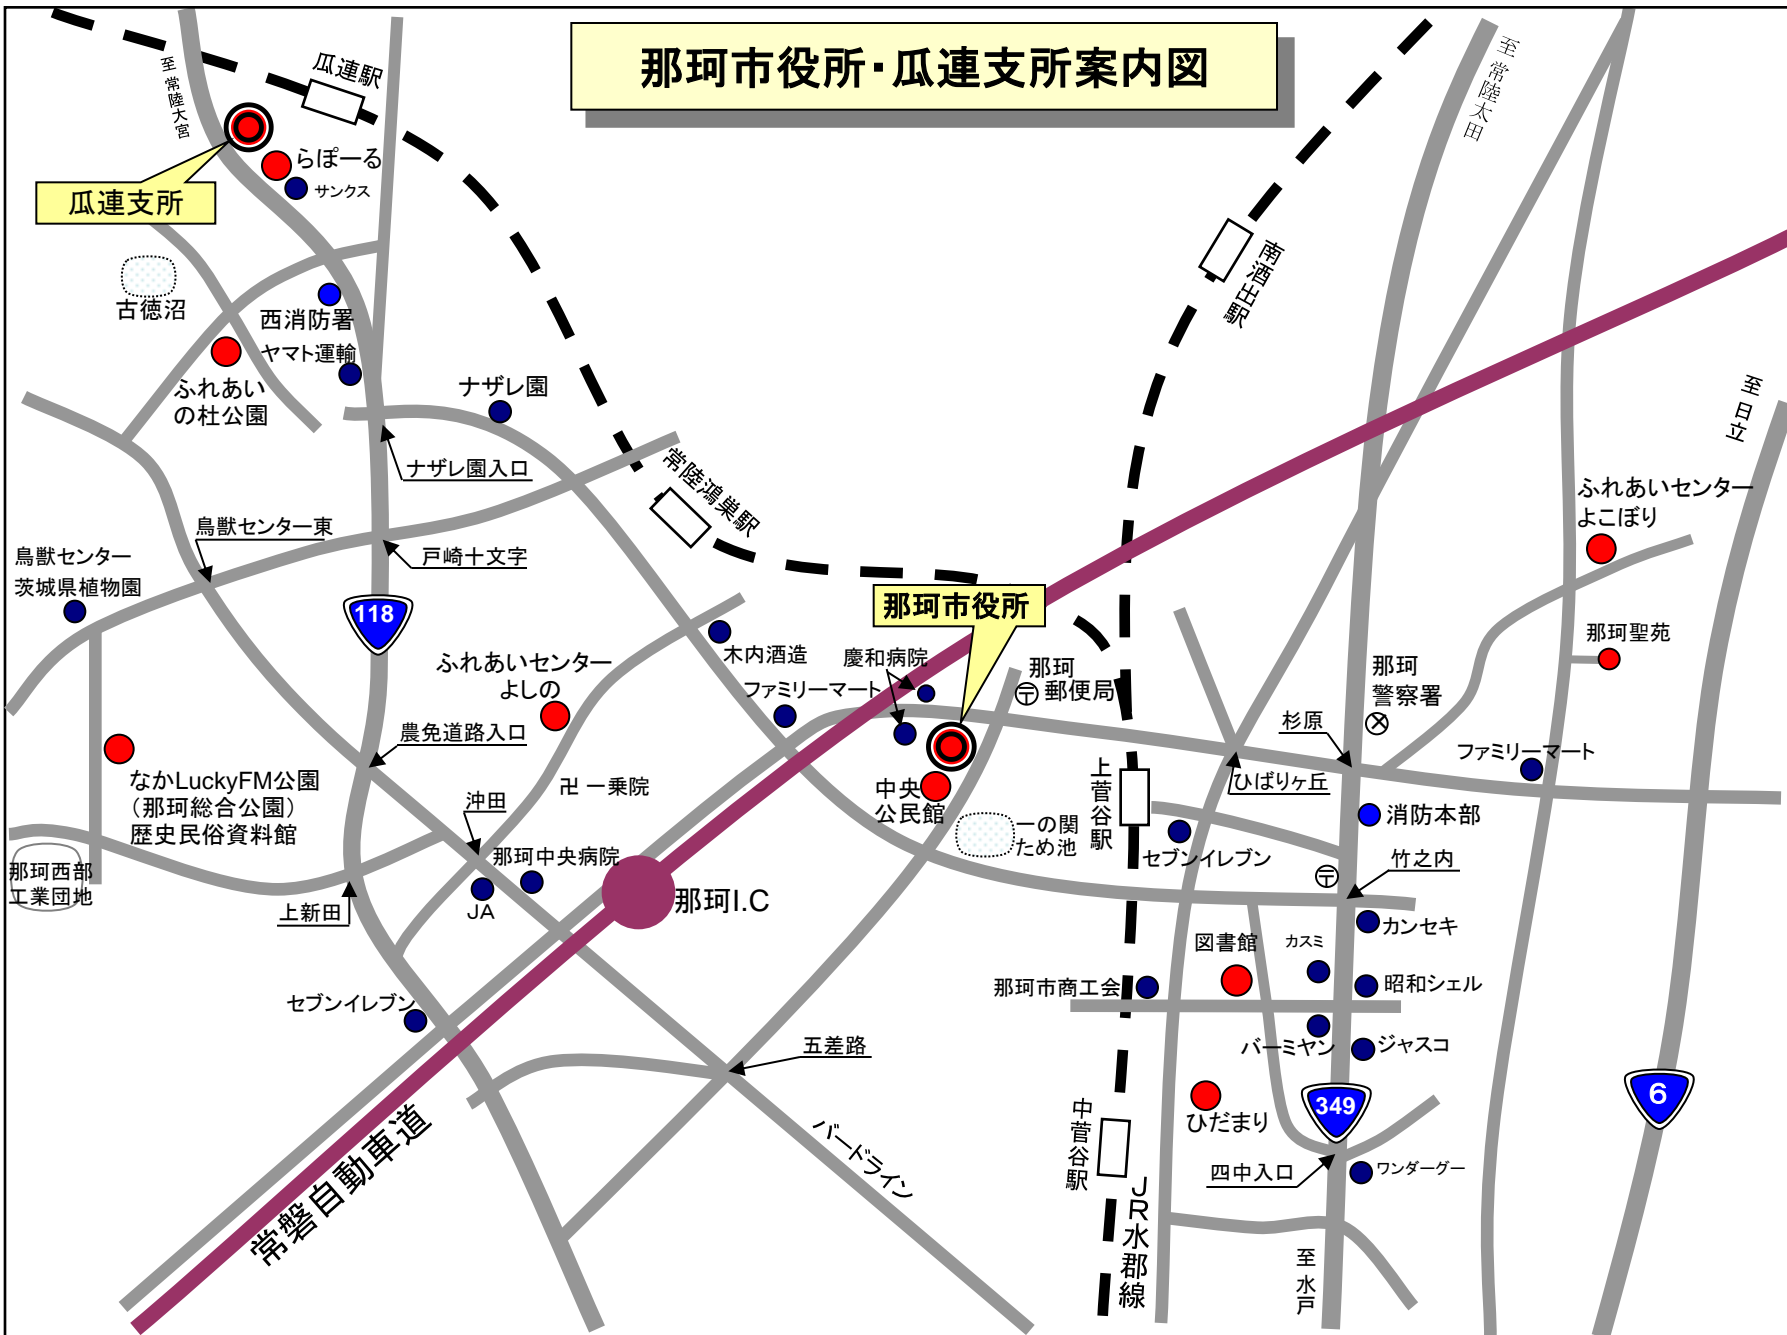 那珂市役所・瓜連支所案内図
至 常陸大宮
瓜連駅
至 常陸太田
らぽーる
サンクス
瓜連支所
南酒出駅
古徳沼
西消防署
ヤマト運輸
ふれあい
の杜公園
ナザレ園
至 日立
ナザレ園入口
常陸鴻巣駅
ふれあいセンター
よこぼり
鳥獣センター東
戸崎十文字
鳥獣センター
茨城県植物園
118
那珂市役所
木内酒造
慶和病院
那珂
郵便局
那珂聖苑
ふれあいセンター
よしの
ファミリーマート
那珂
警察署
農免道路入口
杉原
ファミリーマート
なかLuckyFM公園
（那珂総合公園）
歴史民俗資料館
卍 一乗院
沖田
中央
公民館
上菅谷駅
ひばりヶ丘
消防本部
一の関
ため池
那珂中央病院
セブンイレブン
竹之内
那珂西部
工業団地
上新田
JA
那珂I.C
カンセキ
図書館
カスミ
那珂市商工会
昭和シェル
セブンイレブン
五差路
バーミヤン
ジャスコ
349
6
ひだまり
中菅谷駅
常磐自動車道
バードライン
四中入口
ワンダーグー
ＪＲ水郡線
至 水戸